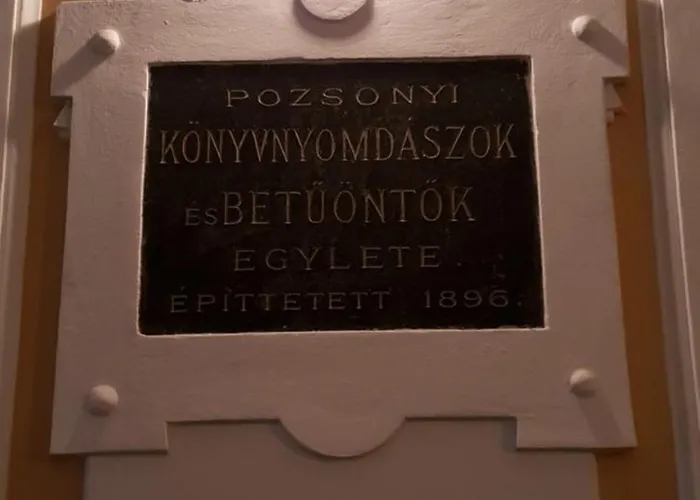 POZSONYI
KÖNYVNYOMDÁSZOK
ÉS BETŰÖNTŐK
EGYLETE
ÉPÍTTETETT 1896.